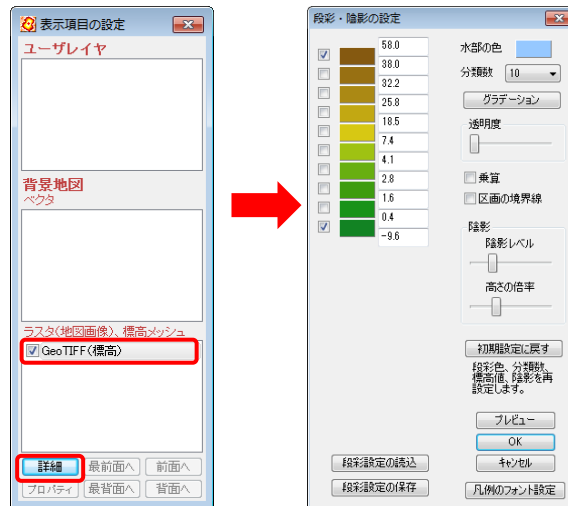 表示項目の設定
ユーザレイヤ
背景地図
ベクタ
ラスタ(地図画像)、標高メッシュ
GeoTIFF(標高)
詳細 最前面へ 前面へ
プロパティ 最背面へ 背面へ
段彩・陰影の設定
58.0
38.0
32.2
25.8
18.5
7.4
4.1
2.8
1.6
0.4
-9.6
水部の色
分類数 10
グラデーション
透明度
乗算
区画の境界線
陰影
陰影レベル
高さの倍率
初期設定に戻す
段彩色、分類数、
標高値、陰影を再
設定します。
プレビュー
OK
キャンセル
段彩設定の読込
段彩設定の保存
凡例のフォント設定